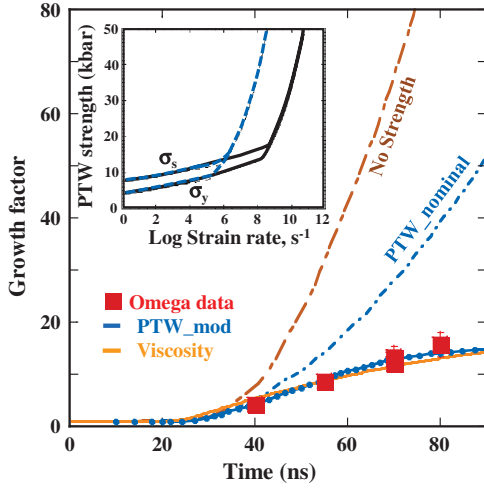 80
60
40
20
0
Growth factor
0
20
40
60
80
Time (ns)
50
40
30
20
10
0
PTW strength (kbar)
0
2
4
6
8
10
12
Log Strain rate, s⁻¹
σs
σy
No Strength
PTW_nominal
Omega data
PTW_mod
Viscosity